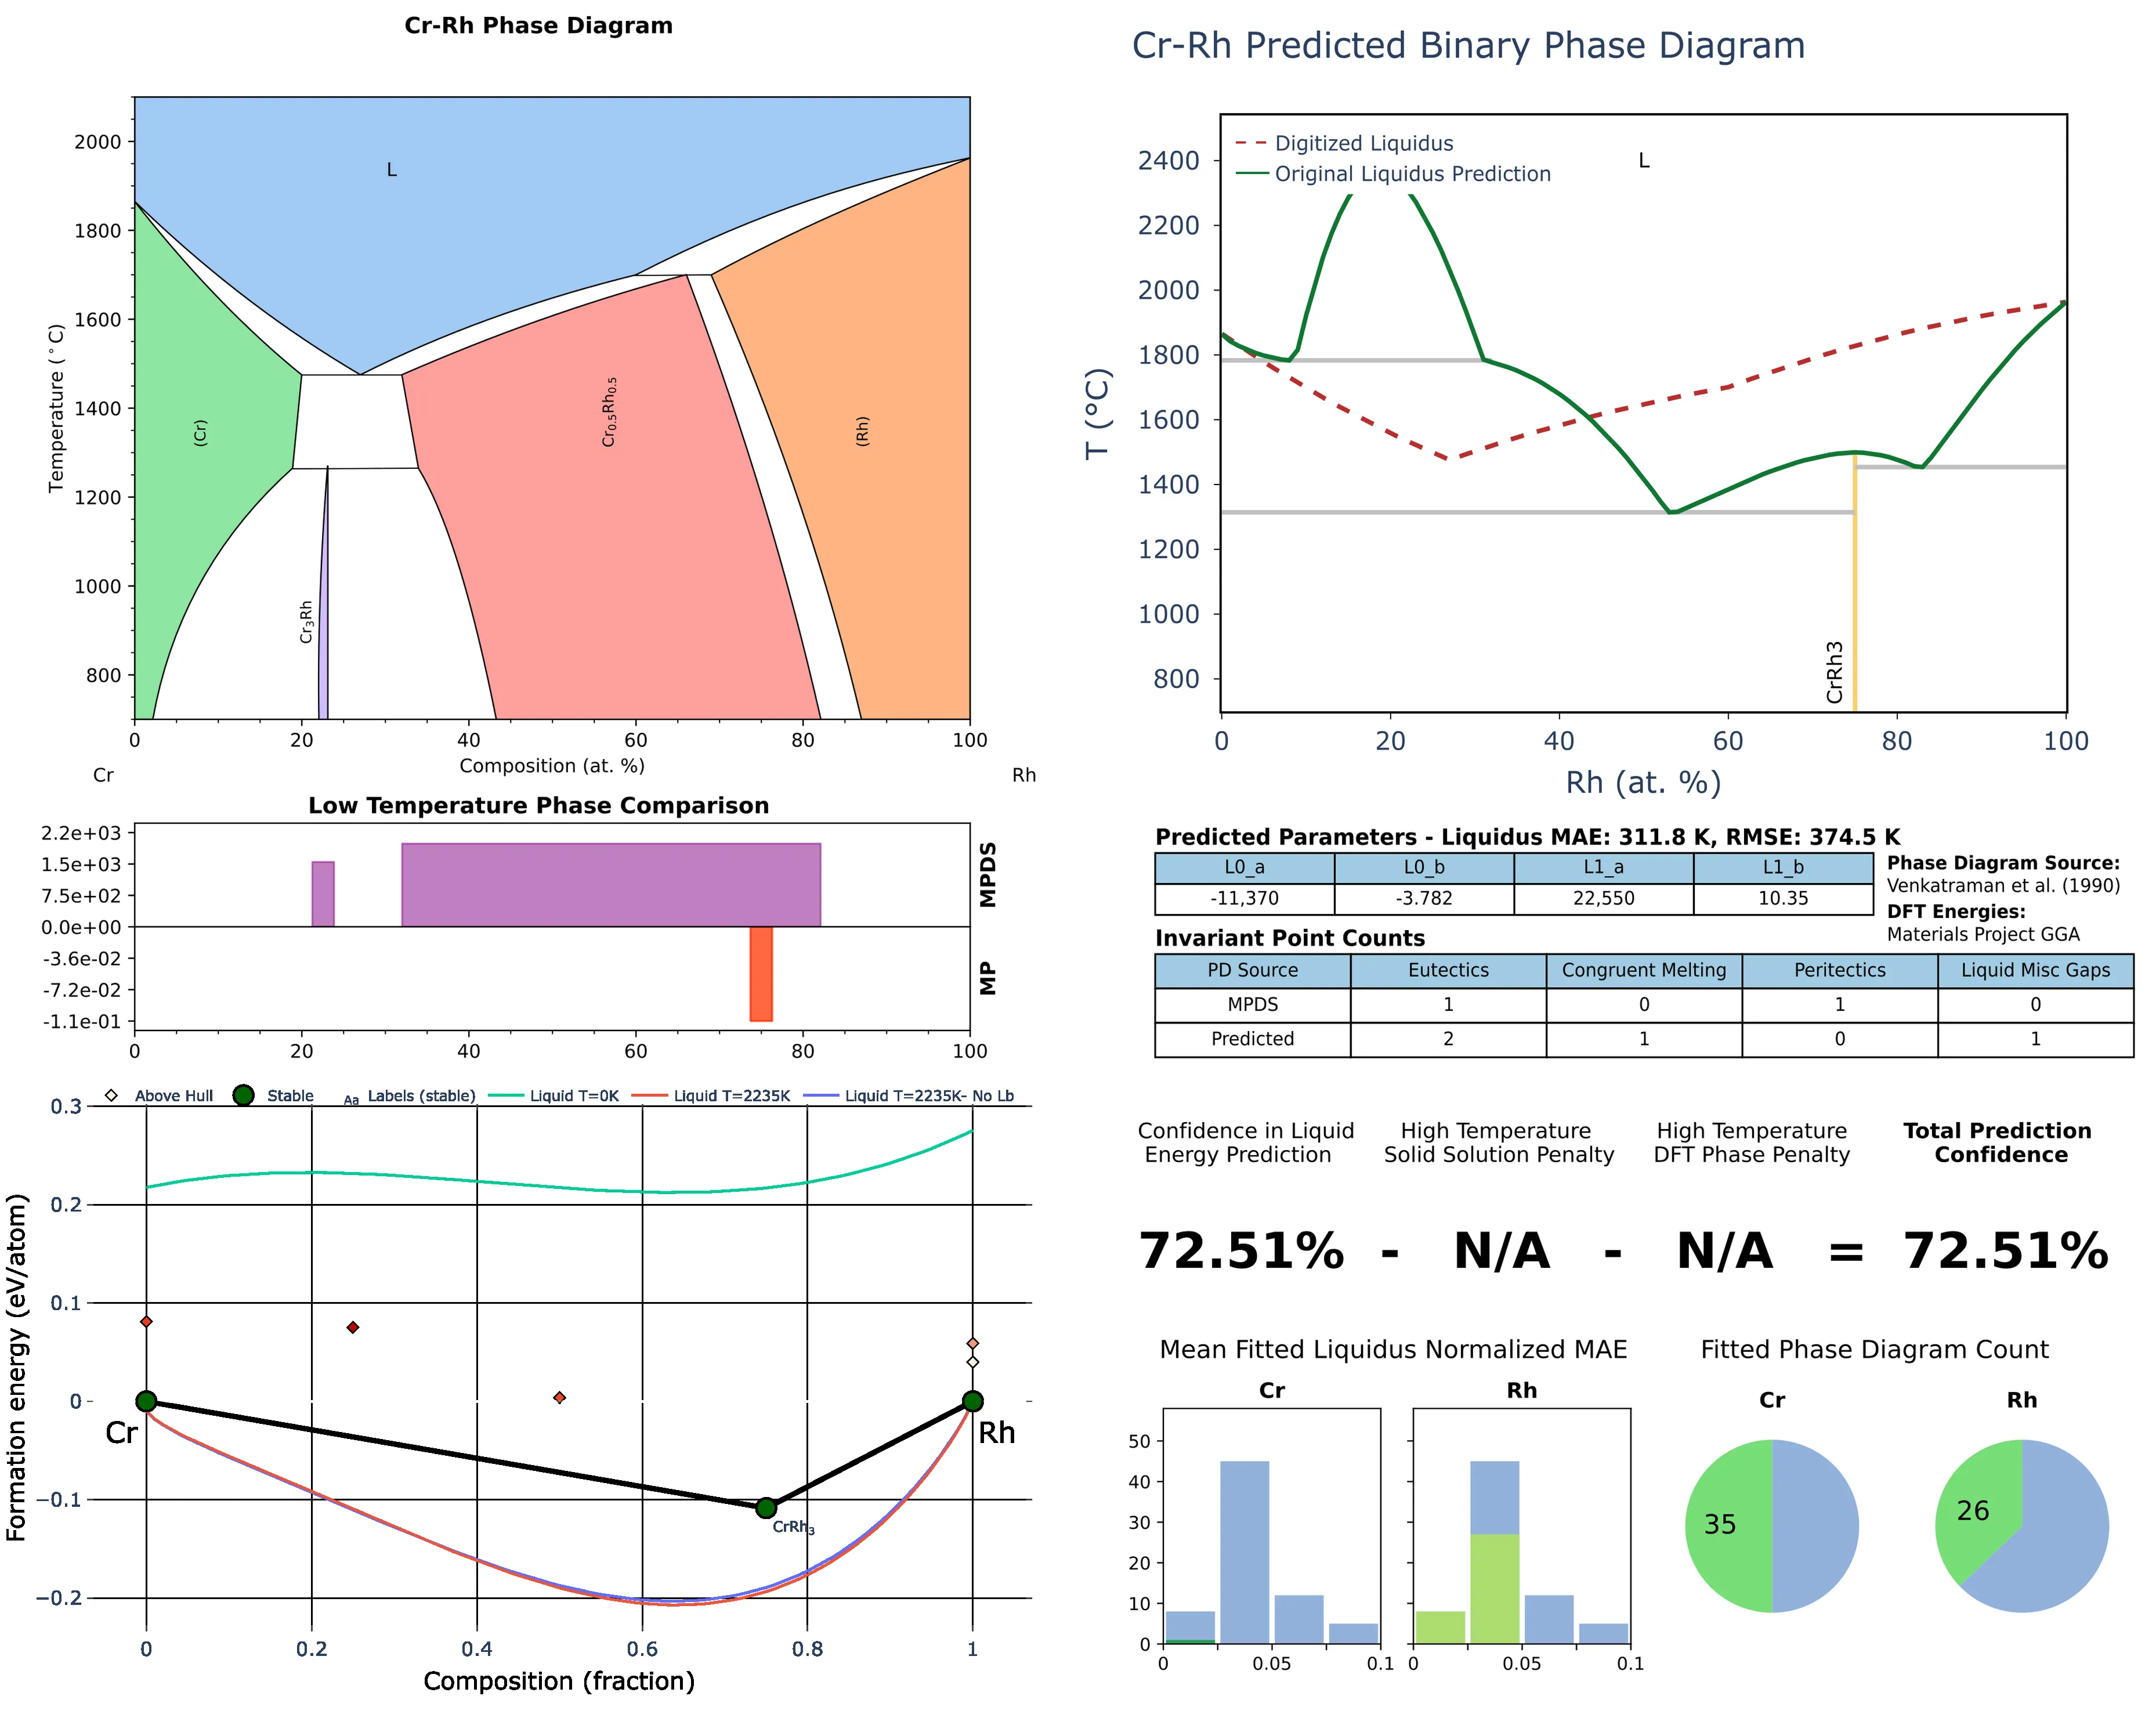 Cr-Rh Phase Diagram
2000
1800
1600
1400
1200
1000
800
Temperature (°C)
L
(Cr)
Cr3Rh
Cr0.5Rh0.5
(Rh)
0 20 40 60 80 100
Composition (at. %)
Cr Rh
Cr-Rh Predicted Binary Phase Diagram
Digitized Liquidus
Original Liquidus Prediction
L
2400
2200
2000
1800
1600
1400
1200
1000
800
T (°C)
CrRh3
0 20 40 60 80 100
Rh (at. %)
Low Temperature Phase Comparison
2.2e+03
1.5e+03
7.5e+02
0.0e+00
-3.6e-02
-7.2e-02
-1.1e-01
MPDS
MP
0 20 40 60 80 100
Predicted Parameters - Liquidus MAE: 311.8 K, RMSE: 374.5 K
L0_a L0_b L1_a L1_b
-11,370 -3.782 22,550 10.35
Phase Diagram Source:
Venkatraman et al. (1990)
DFT Energies:
Materials Project GGA
Invariant Point Counts
PD Source Eutectics Congruent Melting Peritectics Liquid Misc Gaps
MPDS 1 0 1 0
Predicted 2 1 0 1
Above Hull Stable Aa Labels (stable) Liquid T=0K Liquid T=2235K Liquid T=2235K- No Lb
0.3
0.2
0.1
0
−0.1
−0.2
Formation energy (eV/atom)
Cr
Rh
CrRh3
0 0.2 0.4 0.6 0.8 1
Composition (fraction)
Confidence in Liquid
Energy Prediction
High Temperature
Solid Solution Penalty
High Temperature
DFT Phase Penalty
Total Prediction
Confidence
72.51% - N/A - N/A = 72.51%
Mean Fitted Liquidus Normalized MAE
Cr Rh
50
40
30
20
10
0
0 0.05 0.1
0 0.05 0.1
Fitted Phase Diagram Count
Cr Rh
35
26